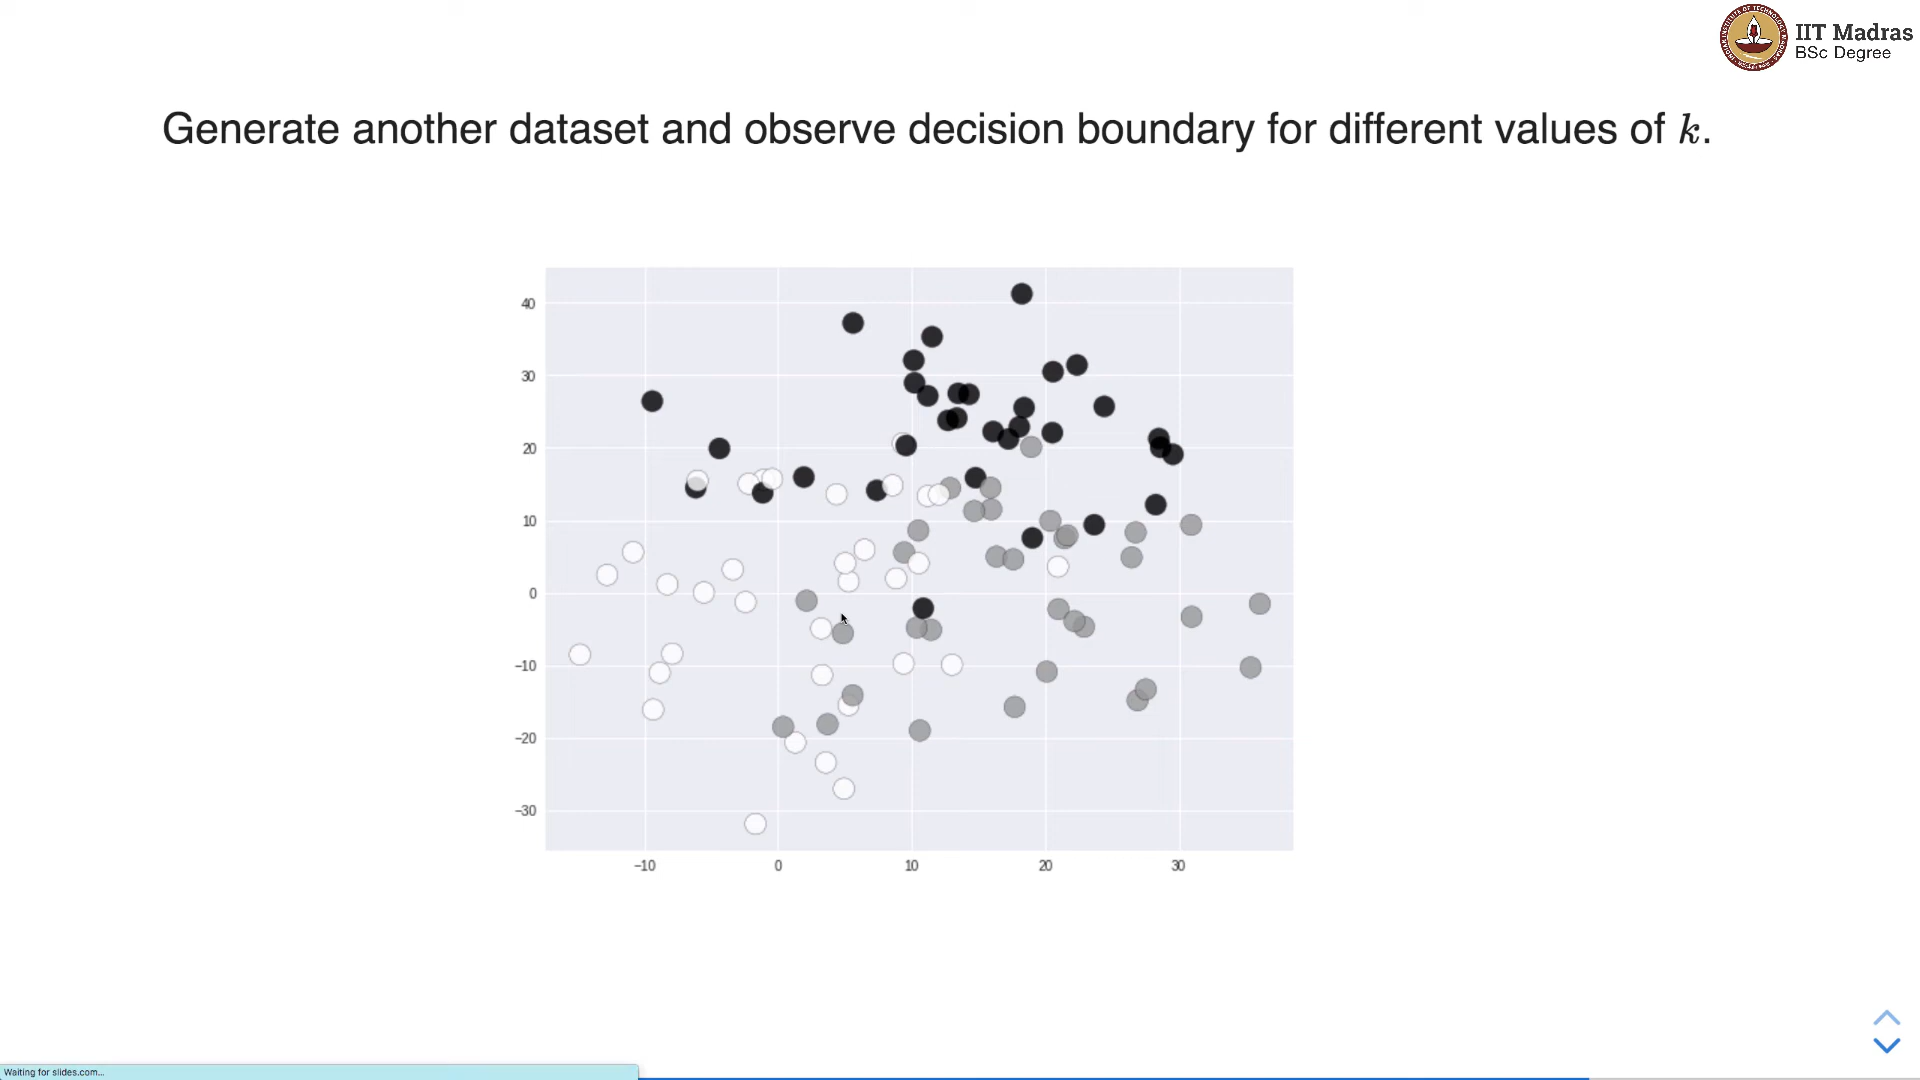 IIT Madras
BSc Degree
Generate another dataset and observe decision boundary for different values of k.
40
30
20
10
0
−10
−20
−30
−10 0 10 20 30
Waiting for slides.com...